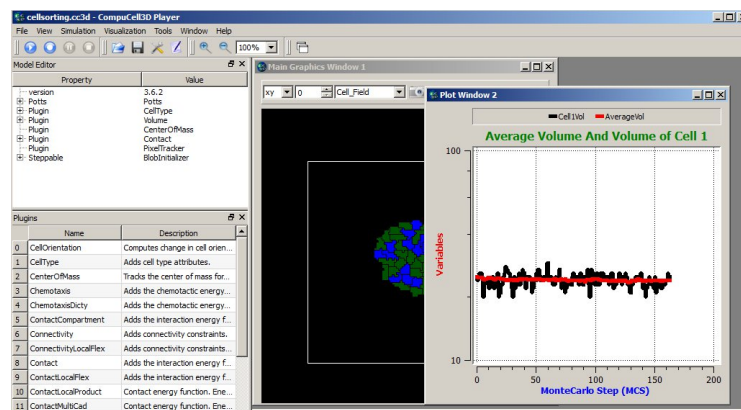 cellsorting.cc3d - CompuCell3D Player
File View Simulation Visualization Tools Window Help
100%
Model Editor
Property Value
version 3.6.2
Potts Potts
Plugin CellType
Plugin Volume
Plugin CenterOfMass
Plugin Contact
Plugin PixelTracker
Steppable BlobInitializer
Plugins
Name Description
0 CellOrientation Computes change in cell orien...
1 CellType Adds cell type attributes.
2 CenterOfMass Tracks the center of mass for...
3 Chemotaxis Adds the chemotactic energy...
4 ChemotaxisDicty Adds the chemotactic energy...
5 ContactCompartment Adds the interaction energy f...
6 Connectivity Adds connectivity constraints.
7 ConnectivityLocalFlex Adds connectivity constraints...
8 Contact Adds the interaction energy f...
9 ContactLocalFlex Adds the interaction energy f...
10 ContactLocalProduct Contact energy function. Ene...
11 ContactMultiCad Contact energy function. Ene...
Main Graphics Window 1
xy 0 Cell_Field
Plot Window 2
Cell1Vol AverageVol
Average Volume And Volume of Cell 1
100
Variables
10
0 50 100 150 200
MonteCarlo Step (MCS)